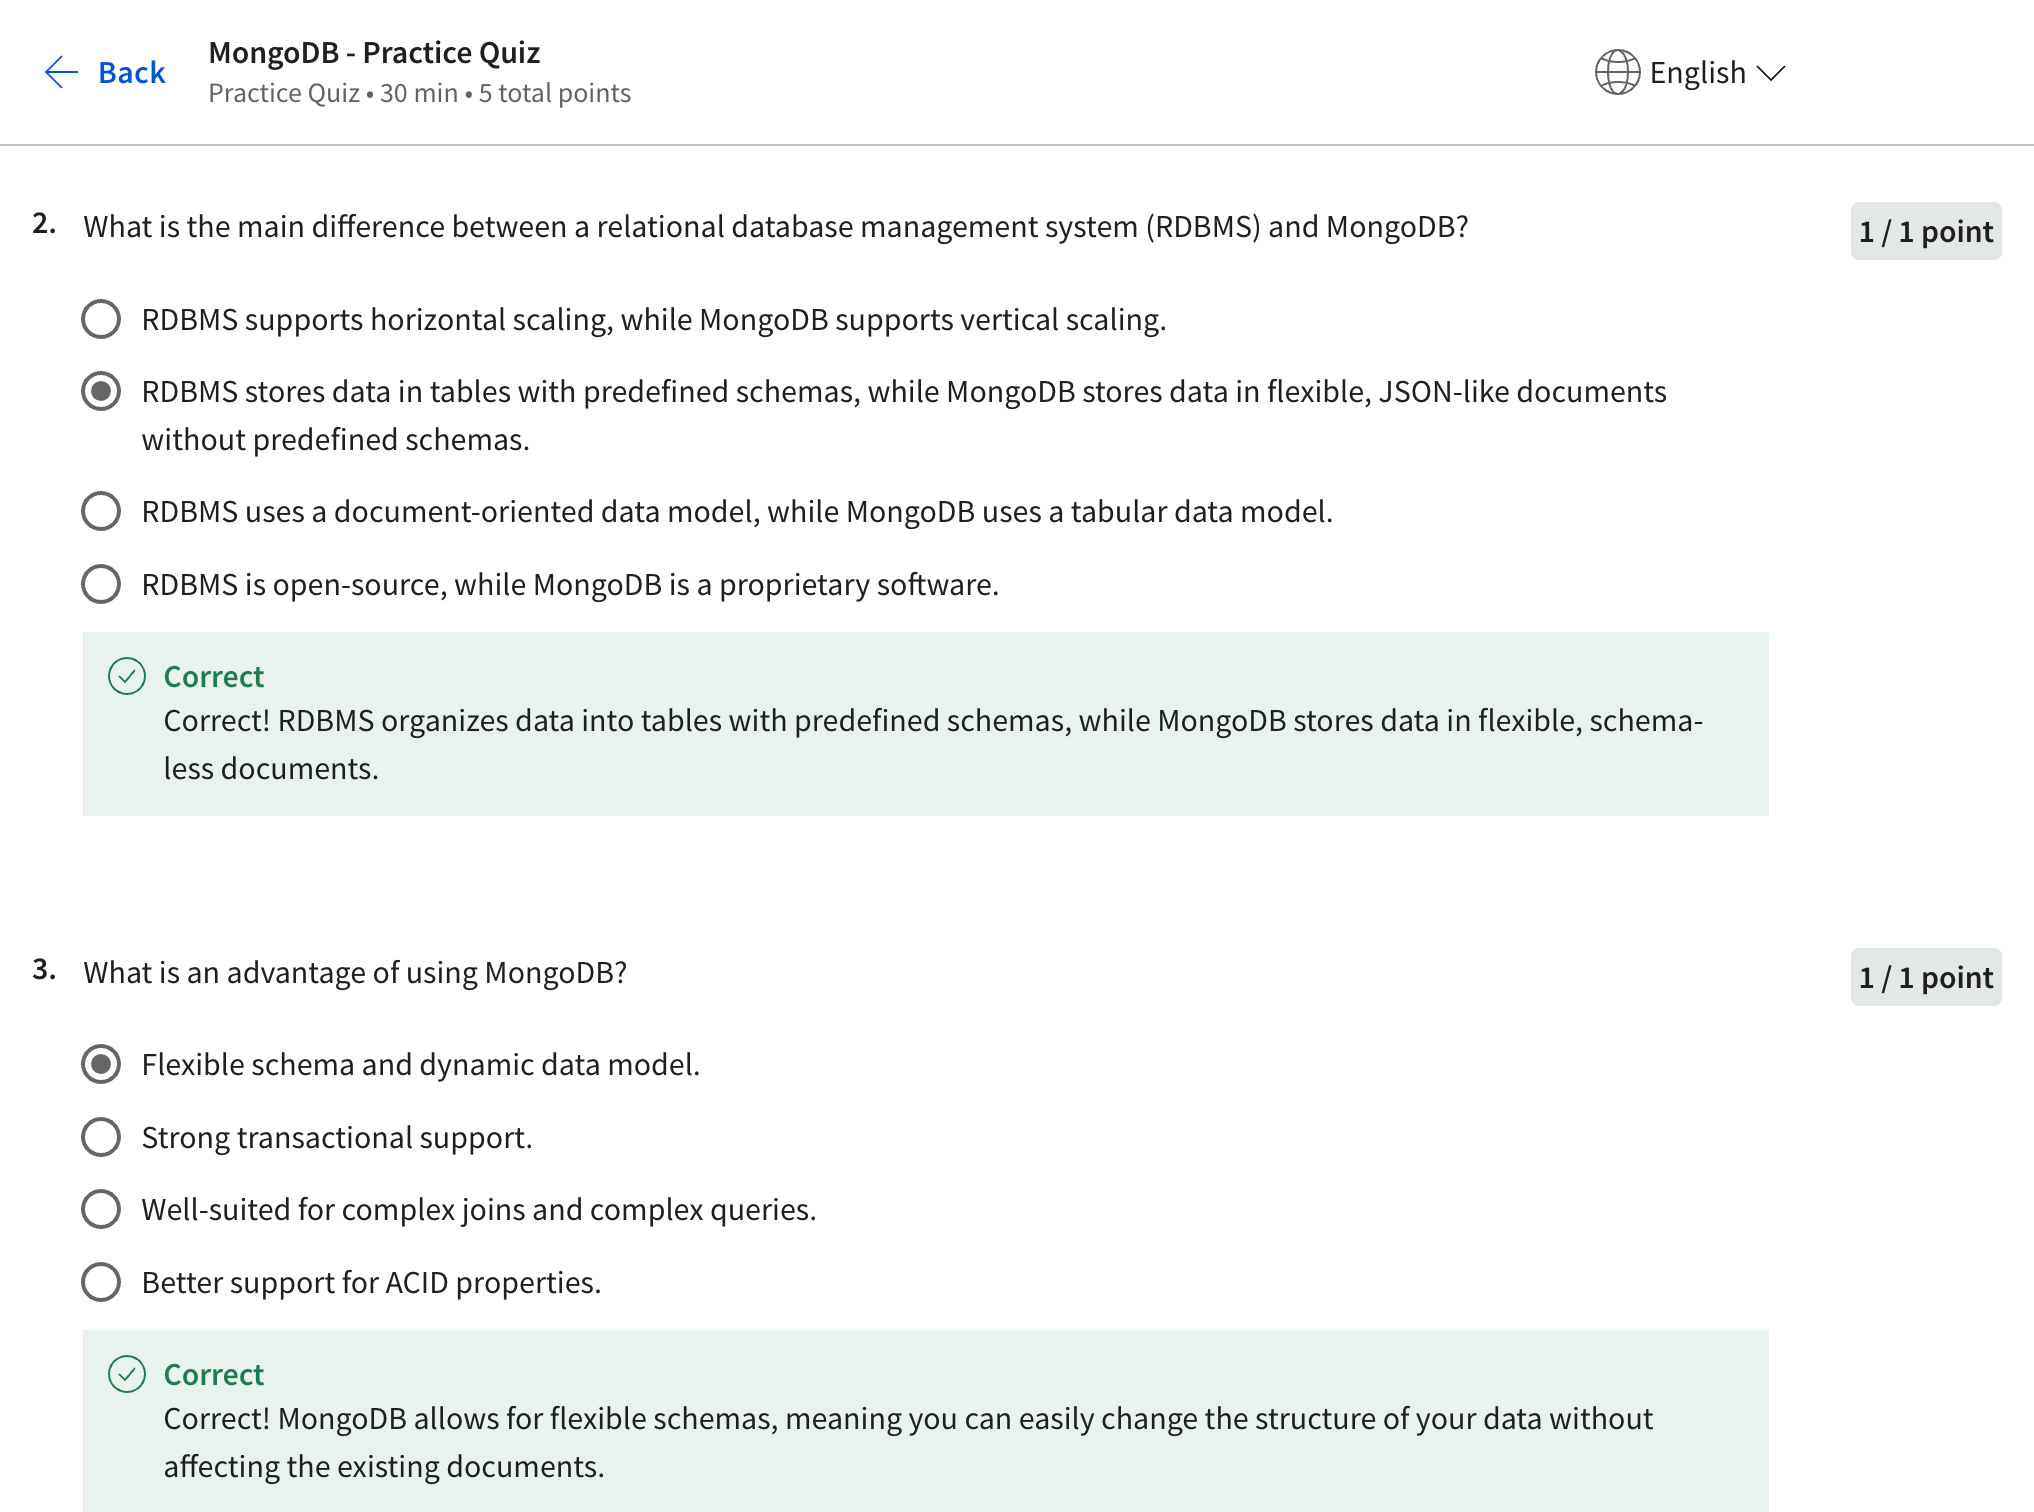 Back
MongoDB - Practice Quiz
Practice Quiz • 30 min • 5 total points
English
2. What is the main difference between a relational database management system (RDBMS) and MongoDB?
1 / 1 point
RDBMS supports horizontal scaling, while MongoDB supports vertical scaling.
RDBMS stores data in tables with predefined schemas, while MongoDB stores data in flexible, JSON-like documents
without predefined schemas.
RDBMS uses a document-oriented data model, while MongoDB uses a tabular data model.
RDBMS is open-source, while MongoDB is a proprietary software.
Correct
Correct! RDBMS organizes data into tables with predefined schemas, while MongoDB stores data in flexible, schema-
less documents.
3. What is an advantage of using MongoDB?
1 / 1 point
Flexible schema and dynamic data model.
Strong transactional support.
Well-suited for complex joins and complex queries.
Better support for ACID properties.
Correct
Correct! MongoDB allows for flexible schemas, meaning you can easily change the structure of your data without
affecting the existing documents.